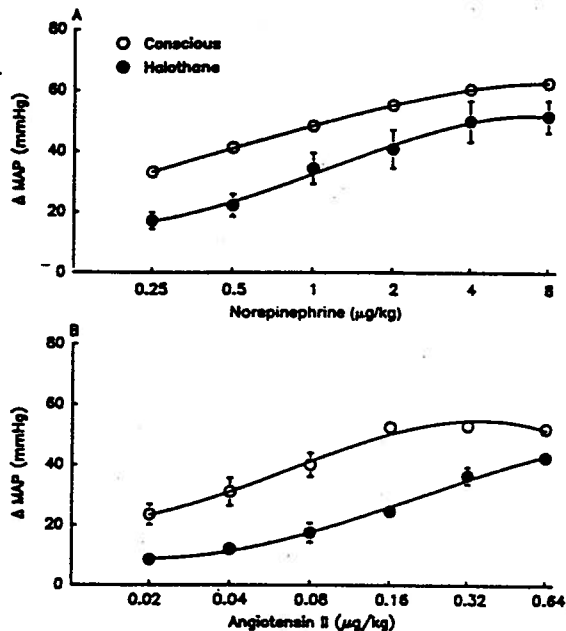 A
Conscious
Halothane
80
60
40
20
0
Δ MAP (mmHg)
0.25 0.5 1 2 4 8
Norepinephrine (μg/kg)
B
80
60
40
20
0
Δ MAP (mmHg)
0.02 0.04 0.08 0.16 0.32 0.64
Angiotensin II (μg/kg)